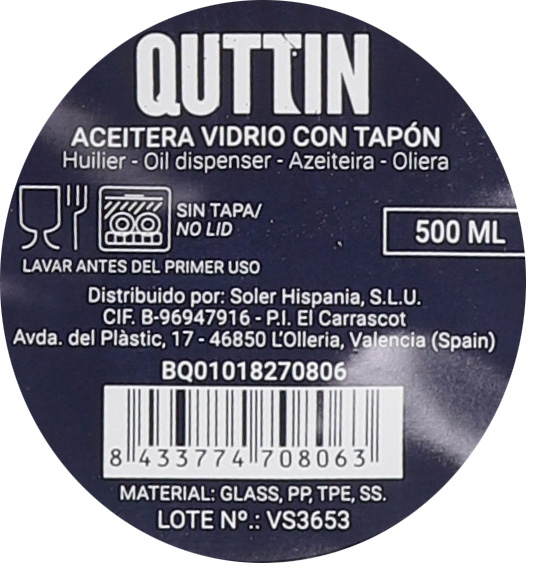 QUTTIN
ACEITERA VIDRIO CON TAPÓN
Huilier - Oil dispenser - Azeiteira - Oliera
SIN TAPA/
NO LID
500 ML
LAVAR ANTES DEL PRIMER USO
Distribuido por: Soler Hispania, S.L.U.
CIF. B-96947916 - P.I. El Carrascot
Avda. del Plàstic, 17 - 46850 L'Olleria, Valencia (Spain)
BQ01018270806
8 433774 708063
MATERIAL: GLASS, PP, TPE, SS.
LOTE Nº.: VS3653